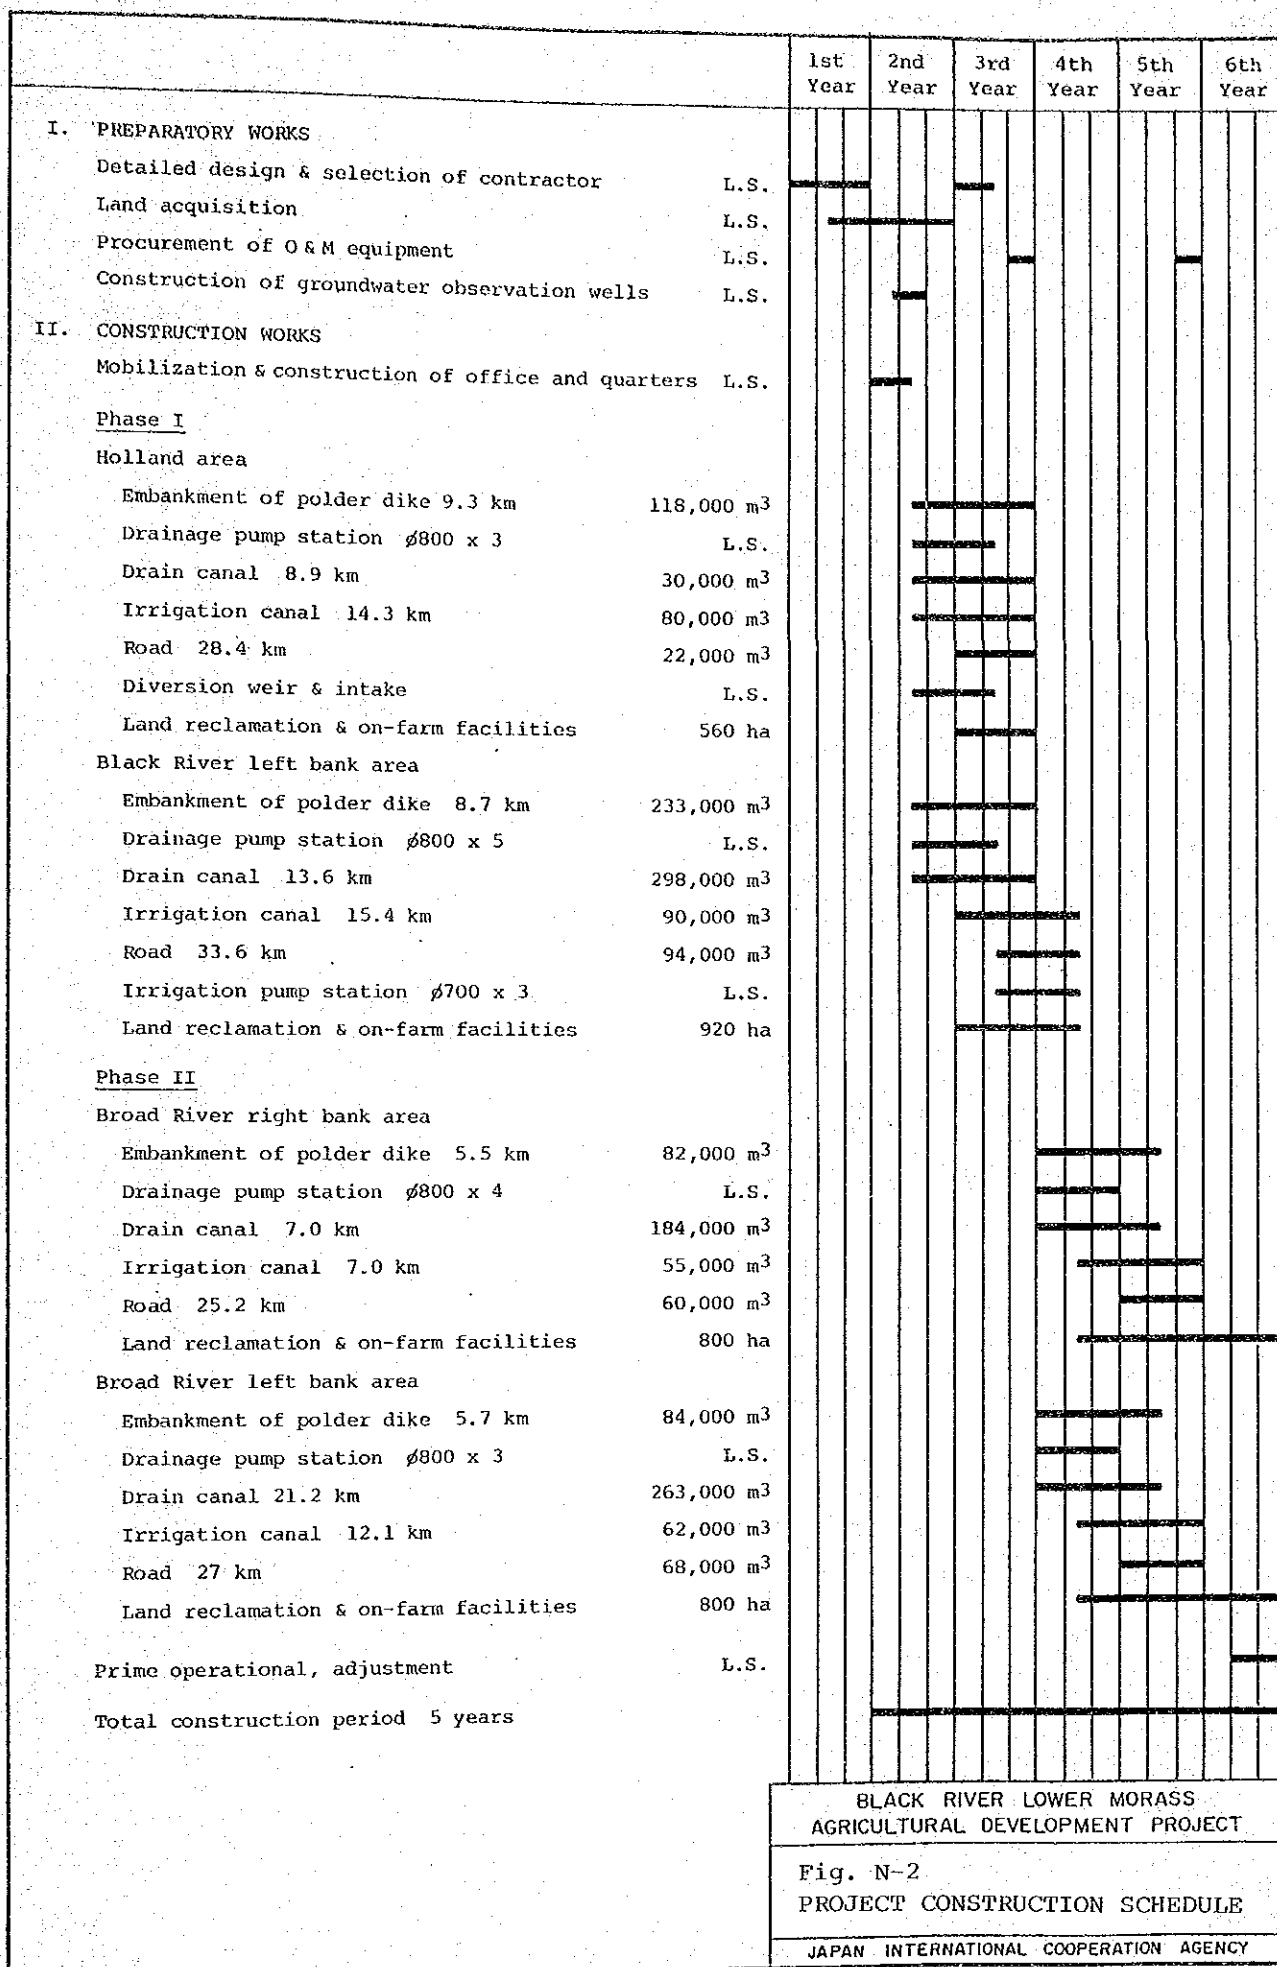 1st 2nd 3rd 4th 5th 6th
Year Year Year Year Year Year
I. PREPARATORY WORKS
Detailed design & selection of contractor L.S.
Land acquisition L.S.
Procurement of O & M equipment L.S.
Construction of groundwater observation wells L.S.
II. CONSTRUCTION WORKS
Mobilization & construction of office and quarters L.S.
Phase I
Holland area
Embankment of polder dike 9.3 km 118,000 m3
Drainage pump station ø800 x 3 L.S.
Drain canal 8.9 km 30,000 m3
Irrigation canal 14.3 km 80,000 m3
Road 28.4 km 22,000 m3
Diversion weir & intake L.S.
Land reclamation & on-farm facilities 560 ha
Black River left bank area
Embankment of polder dike 8.7 km 233,000 m3
Drainage pump station ø800 x 5 L.S.
Drain canal 13.6 km 298,000 m3
Irrigation canal 15.4 km 90,000 m3
Road 33.6 km 94,000 m3
Irrigation pump station ø700 x 3 L.S.
Land reclamation & on-farm facilities 920 ha
Phase II
Broad River right bank area
Embankment of polder dike 5.5 km 82,000 m3
Drainage pump station ø800 x 4 L.S.
Drain canal 7.0 km 184,000 m3
Irrigation canal 7.0 km 55,000 m3
Road 25.2 km 60,000 m3
Land reclamation & on-farm facilities 800 ha
Broad River left bank area
Embankment of polder dike 5.7 km 84,000 m3
Drainage pump station ø800 x 3 L.S.
Drain canal 21.2 km 263,000 m3
Irrigation canal 12.1 km 62,000 m3
Road 27 km 68,000 m3
Land reclamation & on-farm facilities 800 ha
Prime operational, adjustment L.S.
Total construction period 5 years
BLACK RIVER LOWER MORASS
AGRICULTURAL DEVELOPMENT PROJECT
Fig. N-2
PROJECT CONSTRUCTION SCHEDULE
JAPAN INTERNATIONAL COOPERATION AGENCY